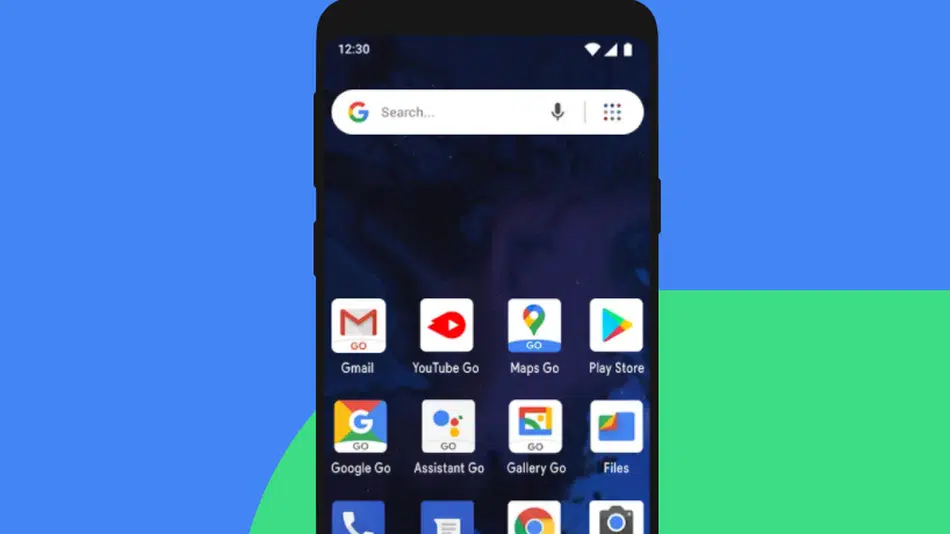 12:30
Search...
GO GO
Gmail YouTube Go Maps Go Play Store
GO GO GO
Google Go Assistant Go Gallery Go Files